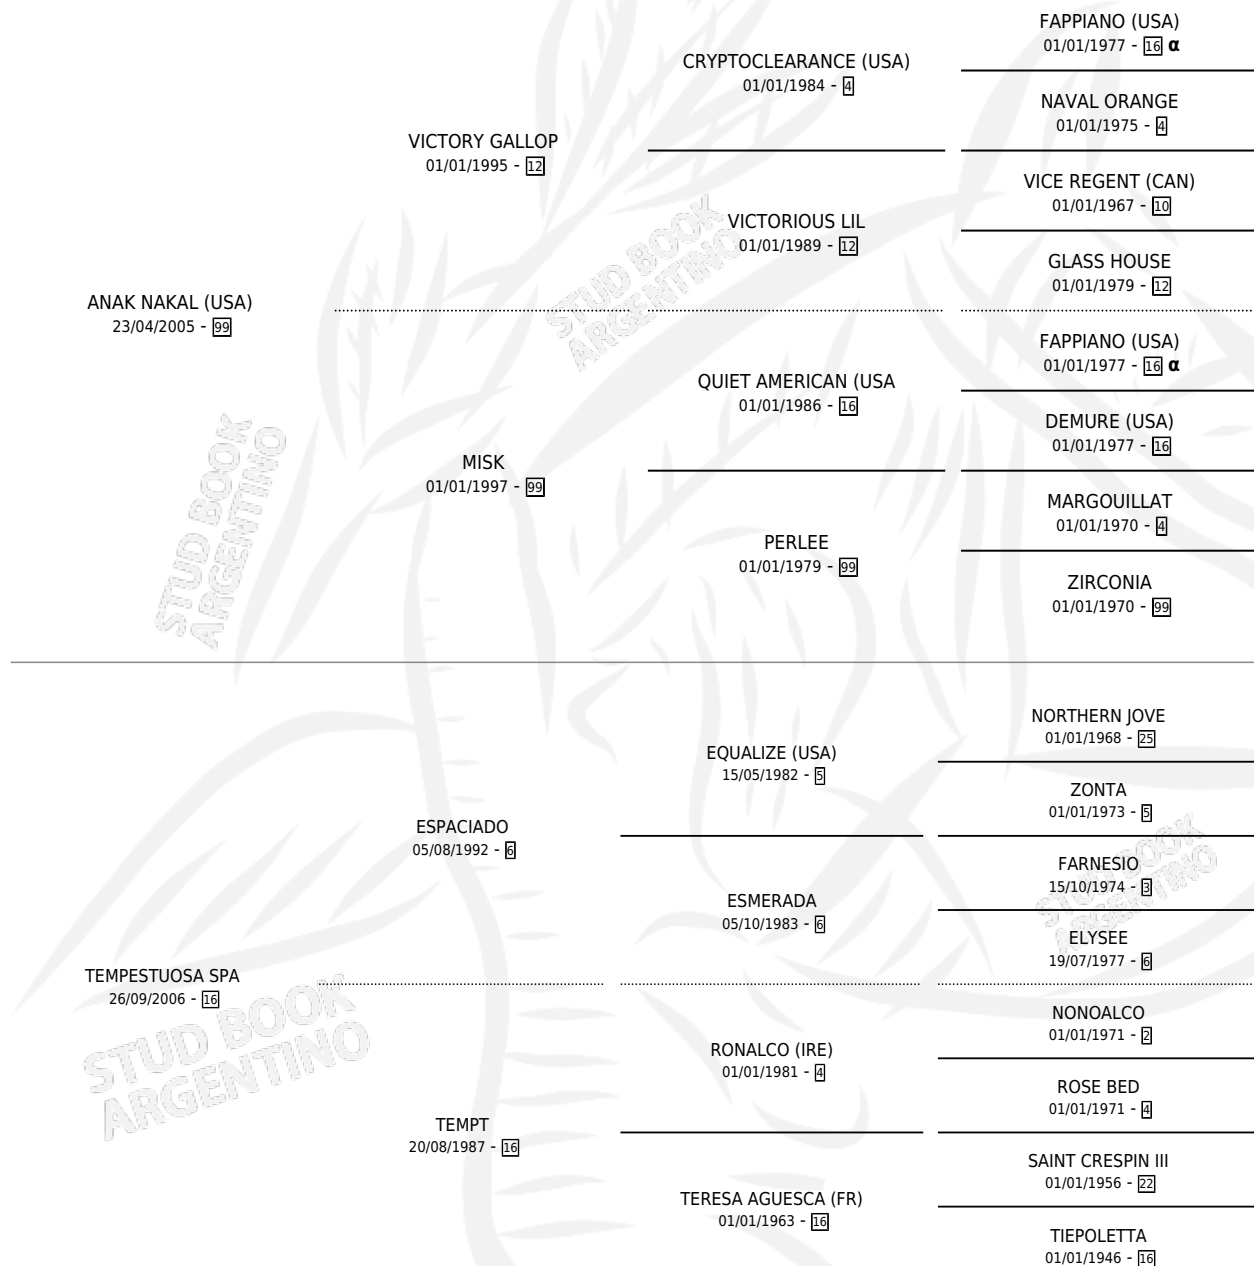 FAPPIANO (USA)
01/01/1977 - 16 α
CRYPTOCLEARANCE (USA)
01/01/1984 - 4
NAVAL ORANGE
01/01/1975 - 4
VICTORY GALLOP
01/01/1995 - 12
VICE REGENT (CAN)
01/01/1967 - 10
VICTORIOUS LIL
01/01/1989 - 12
GLASS HOUSE
01/01/1979 - 12
ANAK NAKAL (USA)
23/04/2005 - 99
FAPPIANO (USA)
01/01/1977 - 16 α
QUIET AMERICAN (USA
01/01/1986 - 16
DEMURE (USA)
01/01/1977 - 16
MISK
01/01/1997 - 99
MARGOUILLAT
01/01/1970 - 4
PERLEE
01/01/1979 - 99
ZIRCONIA
01/01/1970 - 99
NORTHERN JOVE
01/01/1968 - 25
EQUALIZE (USA)
15/05/1982 - 5
ZONTA
01/01/1973 - 5
ESPACIADO
05/08/1992 - 6
FARNESIO
15/10/1974 - 3
ESMERADA
05/10/1983 - 6
ELYSEE
19/07/1977 - 6
TEMPESTUOSA SPA
26/09/2006 - 16
NONOALCO
01/01/1971 - 2
RONALCO (IRE)
01/01/1981 - 4
ROSE BED
01/01/1971 - 4
TEMPT
20/08/1987 - 16
SAINT CRESPIN III
01/01/1956 - 22
TERESA AGUESCA (FR)
01/01/1963 - 16
TIEPOLETTA
01/01/1946 - 16
STUD BOOK
ARGENTINO
STUD BOOK
ARGENTINO
STUD BOOK
ARGENTINO
STUD BOOK
ARGENTINO